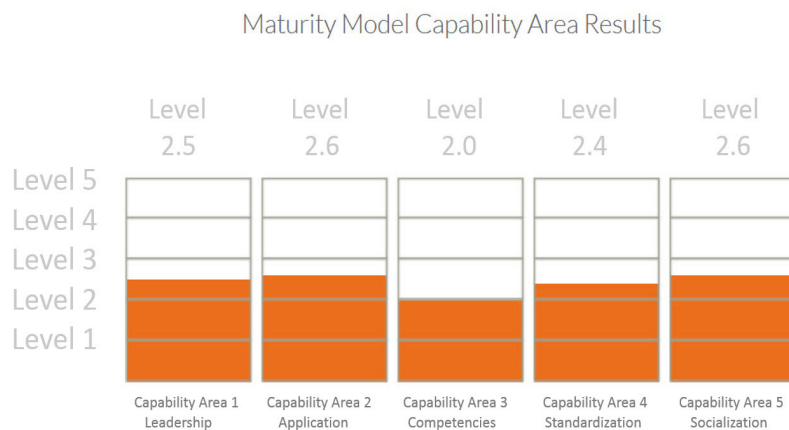 Maturity Model Capability Area Results
Level Level Level Level Level
2.5 2.6 2.0 2.4 2.6
Level 5
Level 4
Level 3
Level 2
Level 1
Capability Area 1 Capability Area 2 Capability Area 3 Capability Area 4 Capability Area 5
Leadership Application Competencies Standardization Socialization